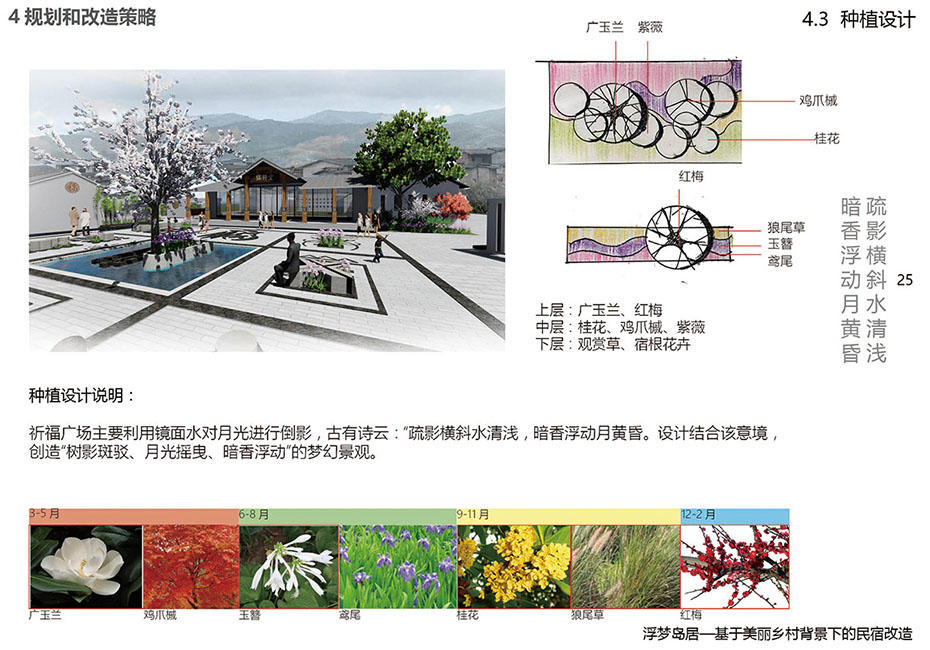 4 规划和改造策略
4.3 种植设计
广玉兰 紫薇
鸡爪槭
桂花
红梅
狼尾草
玉簪
鸢尾
上层：广玉兰、红梅
中层：桂花、鸡爪槭、紫薇
下层：观赏草、宿根花卉
疏影横斜水清浅
暗香浮动月黄昏
25
种植设计说明：
祈福广场主要利用镜面水对月光进行倒影，古有诗云：“疏影横斜水清浅，暗香浮动月黄昏。设计结合该意境，
创造“树影斑驳、月光摇曳、暗香浮动”的梦幻景观。
3-5 月 6-8 月 9-11 月 12-2 月
广玉兰 鸡爪槭 玉簪 鸢尾 桂花 狼尾草 红梅
浮梦岛居—基于美丽乡村背景下的民宿改造